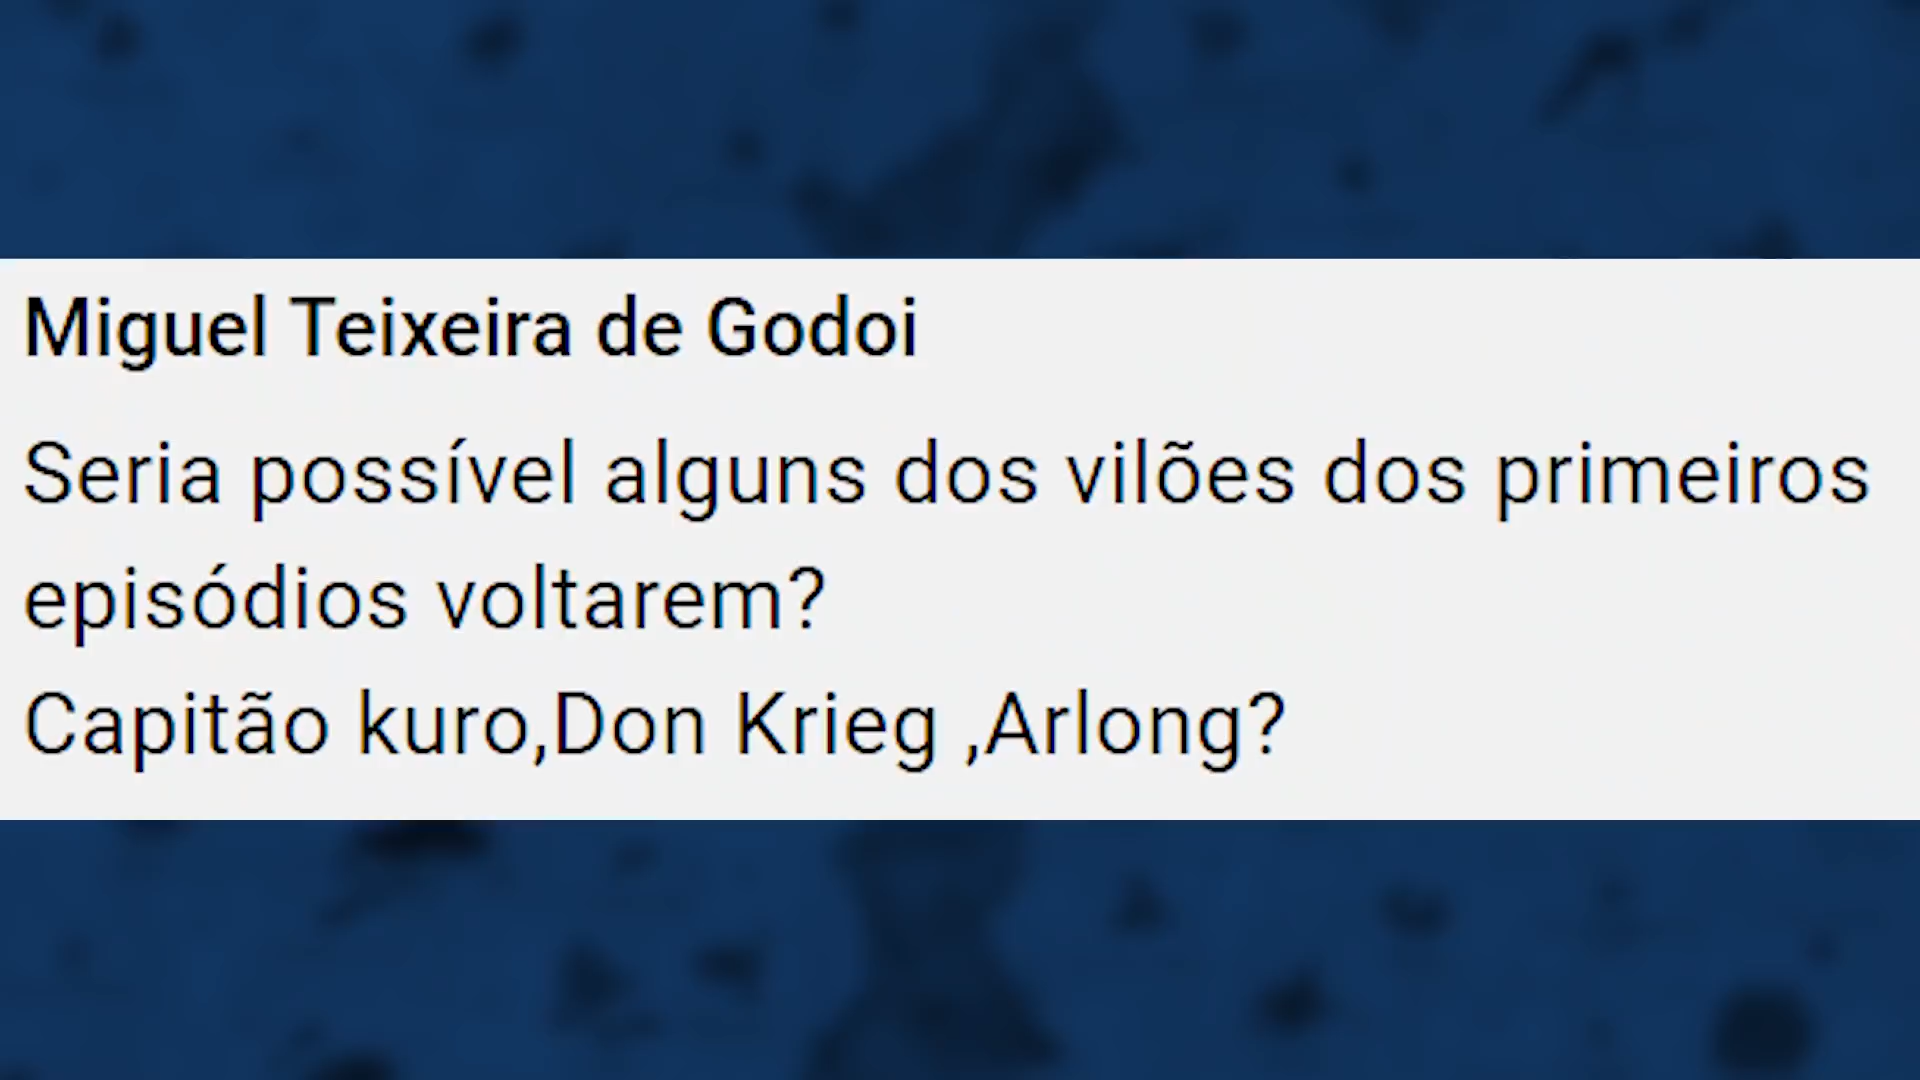 Miguel Teixeira de Godoi
Seria possível alguns dos vilões dos primeiros
episódios voltarem?
Capitão kuro,Don Krieg ,Arlong?